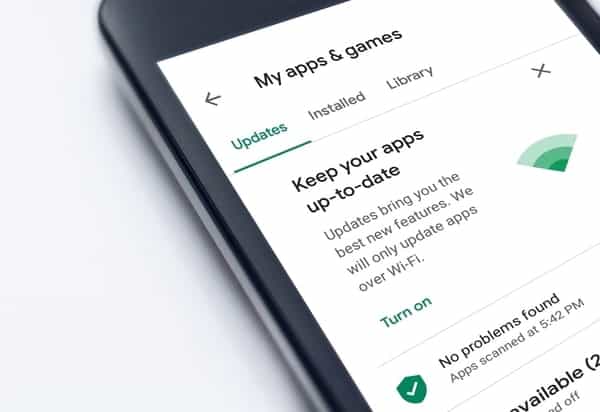 My apps & games
Updates Installed Library
Keep your apps
up-to-date
Updates bring you the
best new features. We
will only update apps
over Wi-Fi.
Turn on
No problems found
Apps scanned at 5:42 PM
available (2
d off